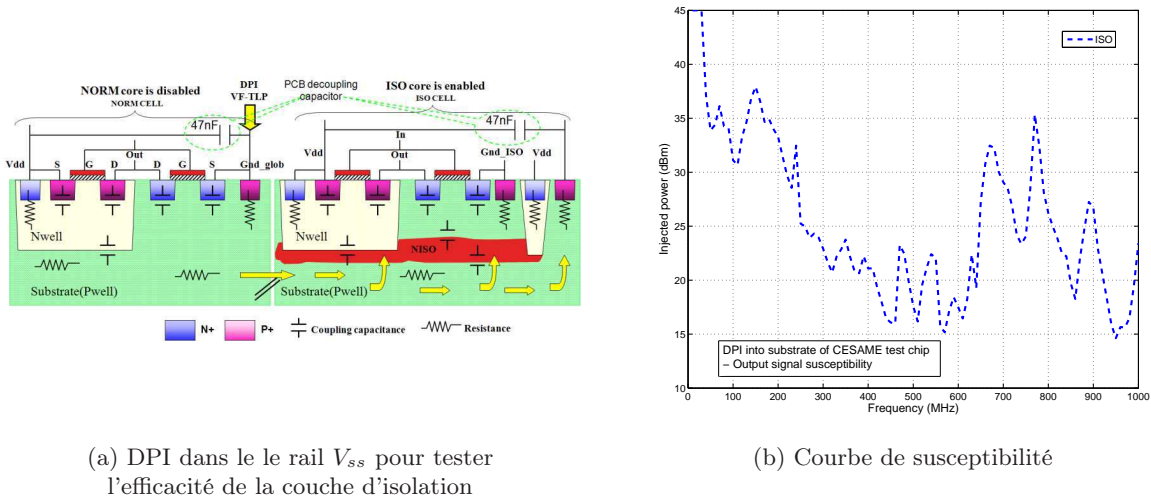 NORM core is disabled
NORM CELL
DPI
VF-TLP
PCB decoupling
capacitor
ISO core is enabled
ISO CELL
47nF
47nF
In
Out
Vdd
S
G
D
D
G
S
Gnd_glob
Vdd
Out
Gnd_ISO
Vdd
Nwell
Nwell
NISO
Substrate(Pwell)
Substrate(Pwell)
N+
P+
Coupling capacitance
Resistance
(a) DPI dans le le rail Vss pour tester
l'efficacité de la couche d'isolation
45
40
35
30
25
20
15
10
Injected power (dBm)
ISO
DPI into substrate of CESAME test chip
– Output signal susceptibility
0 100 200 300 400 500 600 700 800 900 1000
Frequency (MHz)
(b) Courbe de susceptibilité